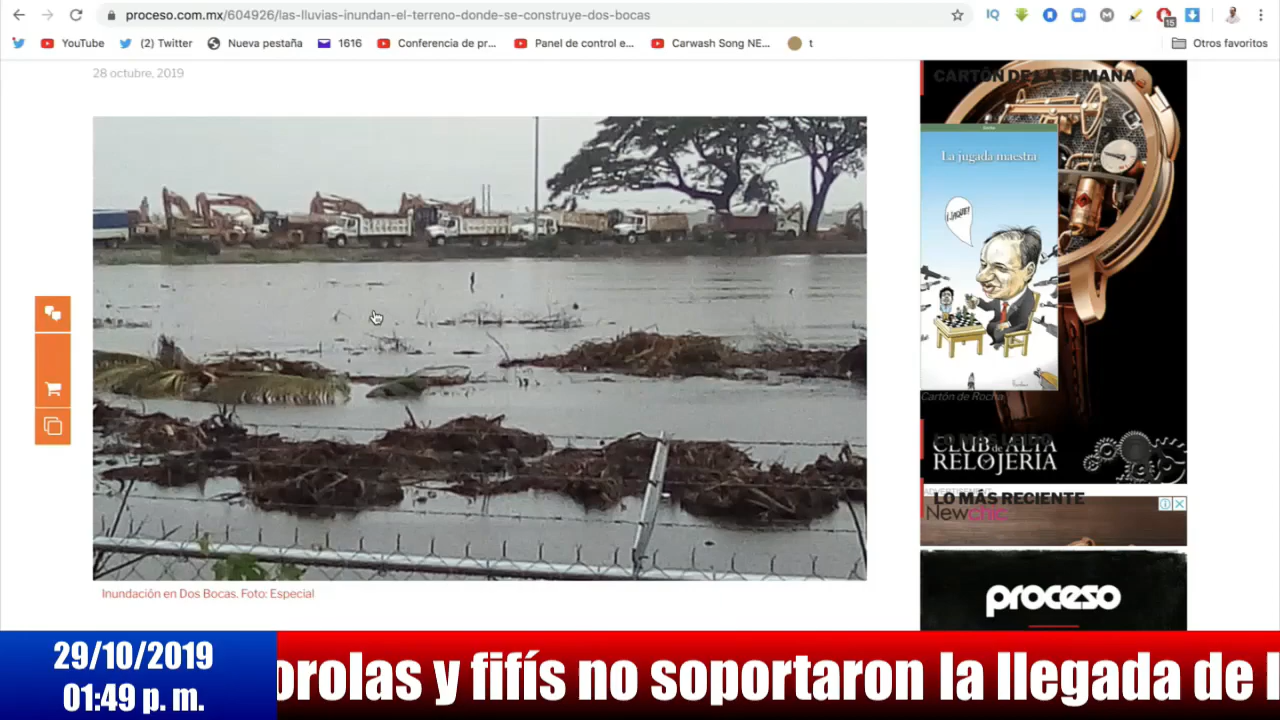 proceso.com.mx/604926/las-lluvias-inundan-el-terreno-donde-se-construye-dos-bocas
15
YouTube
(2) Twitter
Nueva pestaña
1616
Conferencia de pr...
Panel de control e...
Carwash Song NE...
t
Otros favoritos
28 octubre, 2019
CARTÓN DE LA SEMANA
La jugada maestra
¡JAQUE!
Cartón de Rocha
CLUB de ALTA
RELOJERÍA
ADVERTISEMENT
LO MÁS RECIENTE
Newchic
proceso
Inundación en Dos Bocas. Foto: Especial
29/10/2019
01:49 p. m.
orolas y fifís no soportaron la llegada de